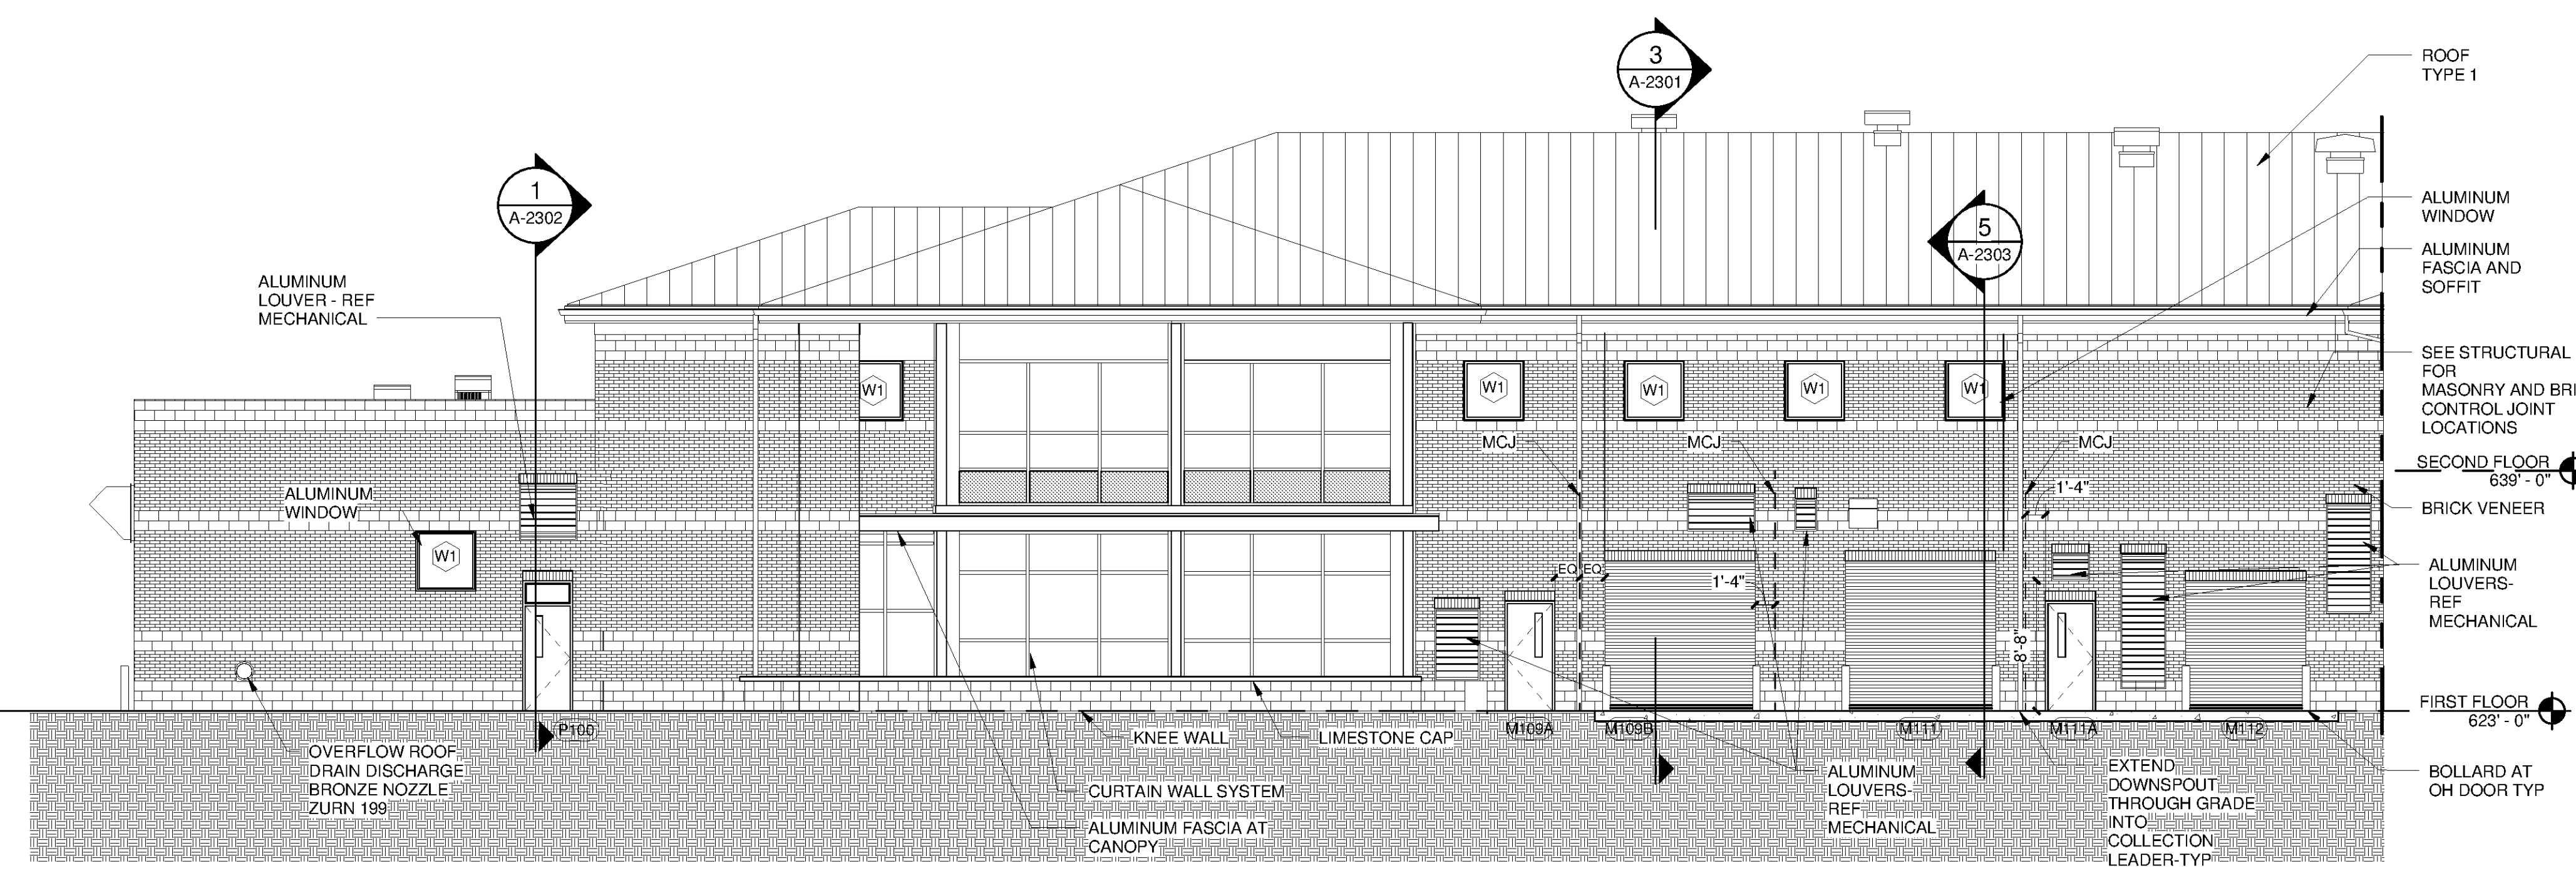 3
A-2301
ROOF
TYPE 1
1
A-2302
ALUMINUM
WINDOW
5
A-2303
ALUMINUM
FASCIA AND
SOFFIT
ALUMINUM
LOUVER - REF
MECHANICAL
SEE STRUCTURAL
FOR
MASONRY AND BRI
CONTROL JOINT
LOCATIONS
W1
W1
W1
W1
W1
MCJ
MCJ
MCJ
SECOND FLOOR
639' - 0"
ALUMINUM
WINDOW
1'-4"
BRICK VENEER
W1
EQ
EQ
1'-4"
ALUMINUM
LOUVERS-
REF
MECHANICAL
8'-8"
FIRST FLOOR
623' - 0"
P100
M109A
M109B
M111
M111A
M112
KNEE WALL
LIMESTONE CAP
OVERFLOW ROOF
DRAIN DISCHARGE
BRONZE NOZZLE
ZURN 199
CURTAIN WALL SYSTEM
ALUMINUM FASCIA AT
CANOPY
ALUMINUM
LOUVERS-
REF
MECHANICAL
EXTEND
DOWNSPOUT
THROUGH GRADE
INTO
COLLECTION
LEADER-TYP
BOLLARD AT
OH DOOR TYP